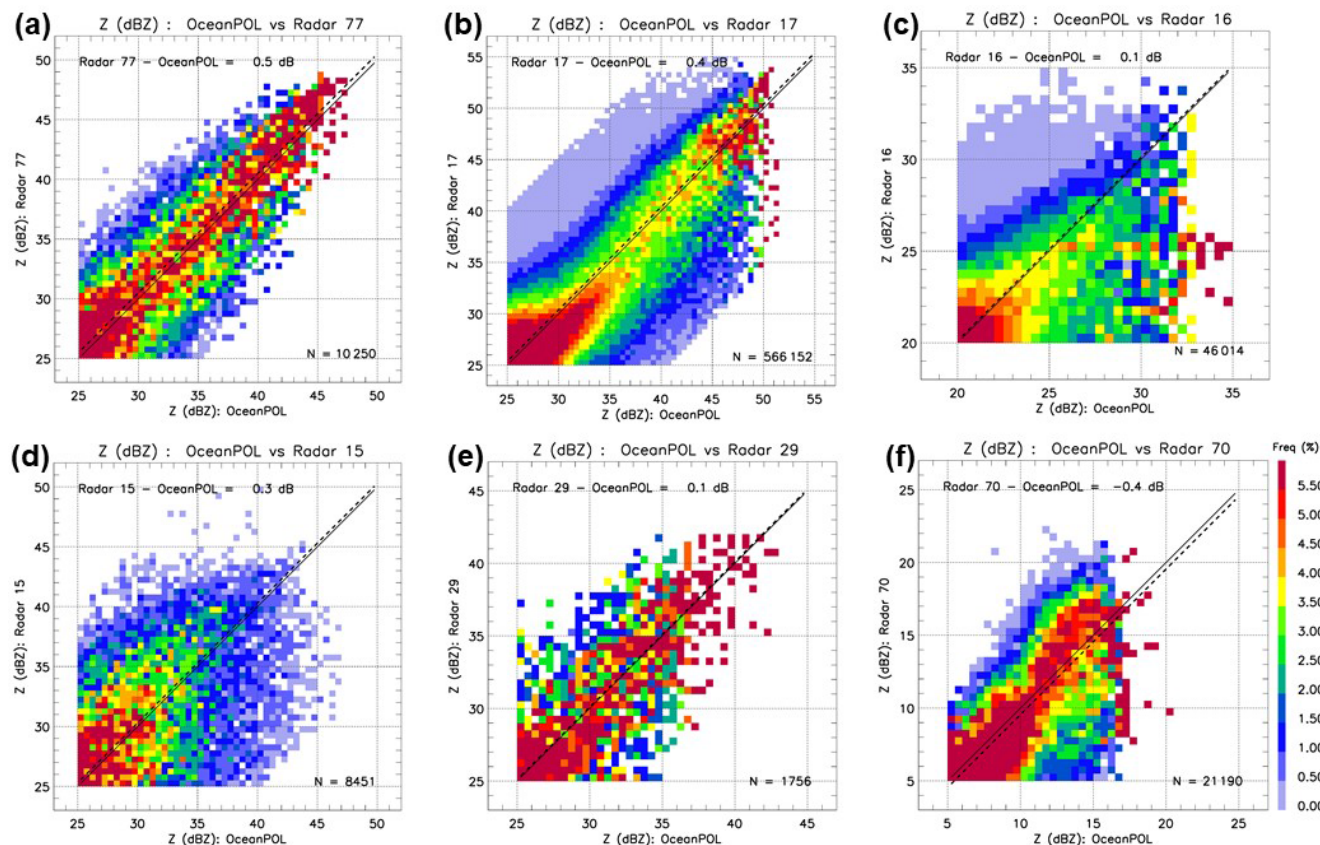 (a)
Z (dBZ) : OceanPOL vs Radar 77
Radar 77 – OceanPOL = 0.5 dB
50
45
40
35
30
25
Z (dBZ): Radar 77
N = 10 250
25 30 35 40 45 50
Z (dBZ): OceanPOL
(b)
Z (dBZ) : OceanPOL vs Radar 17
Radar 17 – OceanPOL = 0.4 dB
55
50
45
40
35
30
25
Z (dBZ): Radar 17
N = 566 152
25 30 35 40 45 50 55
Z (dBZ): OceanPOL
(c)
Z (dBZ) : OceanPOL vs Radar 16
Radar 16 – OceanPOL = 0.1 dB
35
30
25
20
Z (dBZ): Radar 16
N = 46 014
20 25 30 35
Z (dBZ): OceanPOL
(d)
Z (dBZ) : OceanPOL vs Radar 15
Radar 15 – OceanPOL = 0.3 dB
50
45
40
35
30
25
Z (dBZ): Radar 15
N = 8451
25 30 35 40 45 50
Z (dBZ): OceanPOL
(e)
Z (dBZ) : OceanPOL vs Radar 29
Radar 29 – OceanPOL = 0.1 dB
45
40
35
30
25
Z (dBZ): Radar 29
N = 1756
25 30 35 40 45
Z (dBZ): OceanPOL
(f)
Z (dBZ) : OceanPOL vs Radar 70
Radar 70 – OceanPOL = –0.4 dB
25
20
15
10
5
Z (dBZ): Radar 70
N = 21 190
5 10 15 20 25
Z (dBZ): OceanPOL
Freq (%)
5.50
5.00
4.50
4.00
3.50
3.00
2.50
2.00
1.50
1.00
0.50
0.00